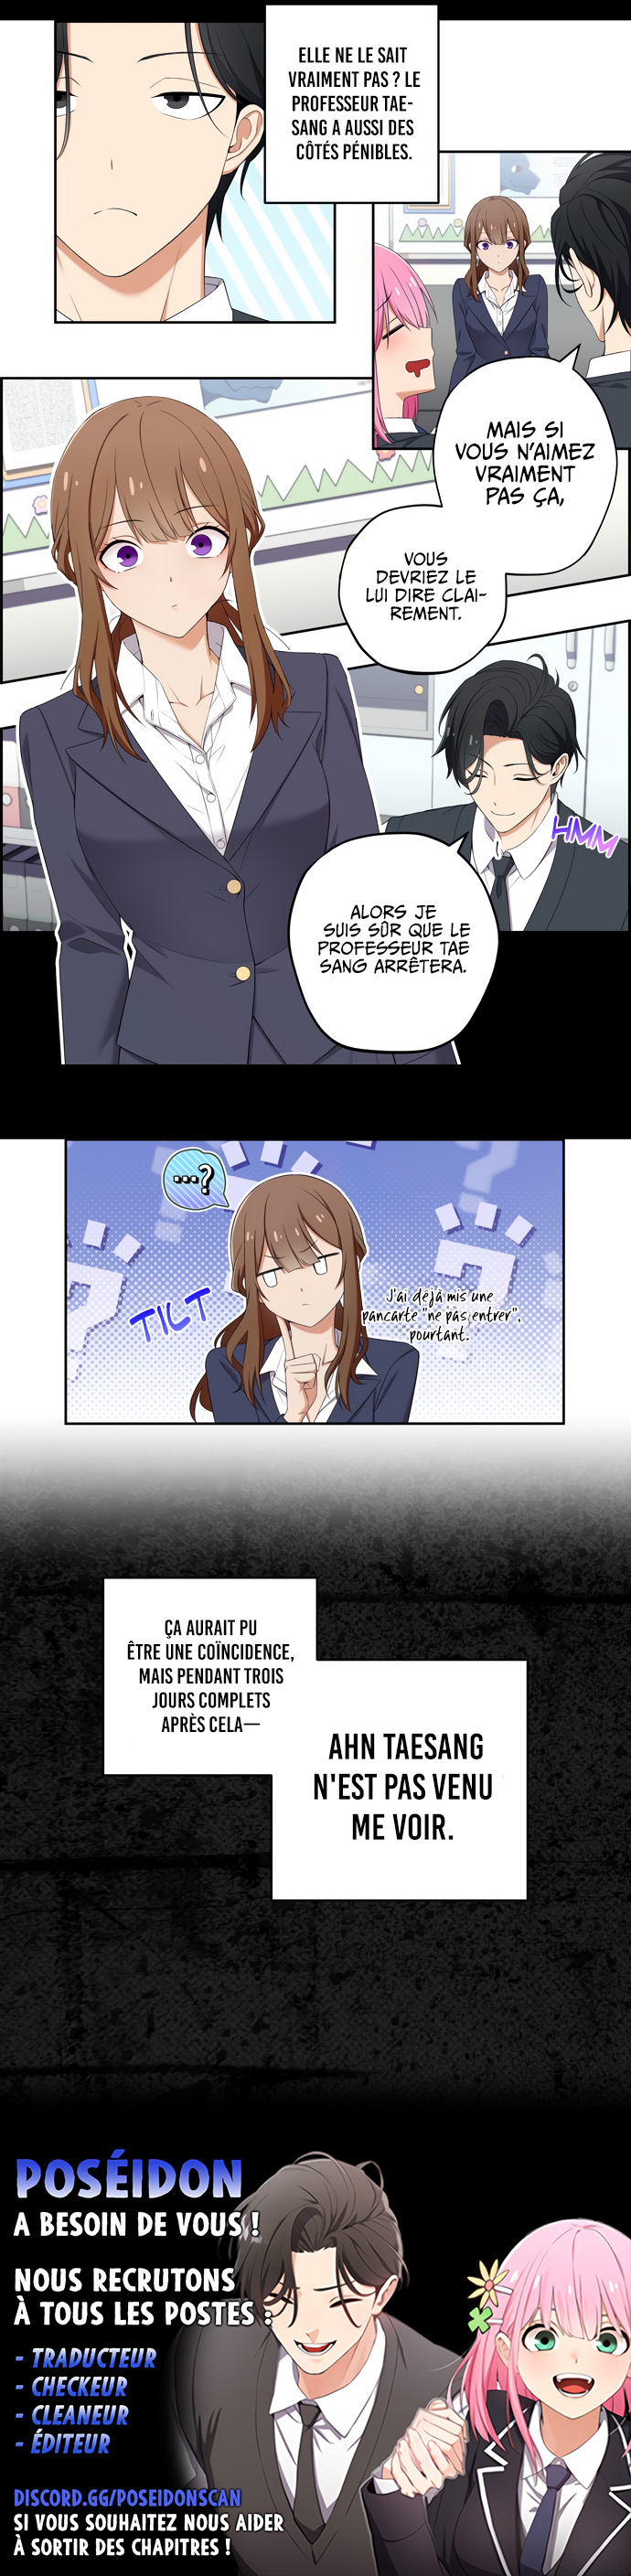 ELLE NE LE SAIT
VRAIMENT PAS ? LE
PROFESSEUR TAE-
SANG A AUSSI DES
CÔTÉS PÉNIBLES.
MAIS SI
VOUS N'AIMEZ
VRAIMENT
PAS ÇA,
VOUS
DEVRIEZ LE
LUI DIRE CLAI-
REMENT.
HMM
ALORS JE
SUIS SÛR QUE LE
PROFESSEUR TAE
SANG ARRÊTERA.
...?
TILT
J'ai déjà mis une
pancarte "ne pas entrer",
pourtant.
ÇA AURAIT PU
ÊTRE UNE COÏNCIDENCE,
MAIS PENDANT TROIS
JOURS COMPLETS
APRÈS CELA—
AHN TAESANG
N'EST PAS VENU
ME VOIR.
POSÉIDON
A BESOIN DE VOUS !
NOUS RECRUTONS
À TOUS LES POSTES :
- TRADUCTEUR
- CHECKEUR
- CLEANEUR
- ÉDITEUR
DISCORD.GG/POSEIDONSCAN
SI VOUS SOUHAITEZ NOUS AIDER
À SORTIR DES CHAPITRES !